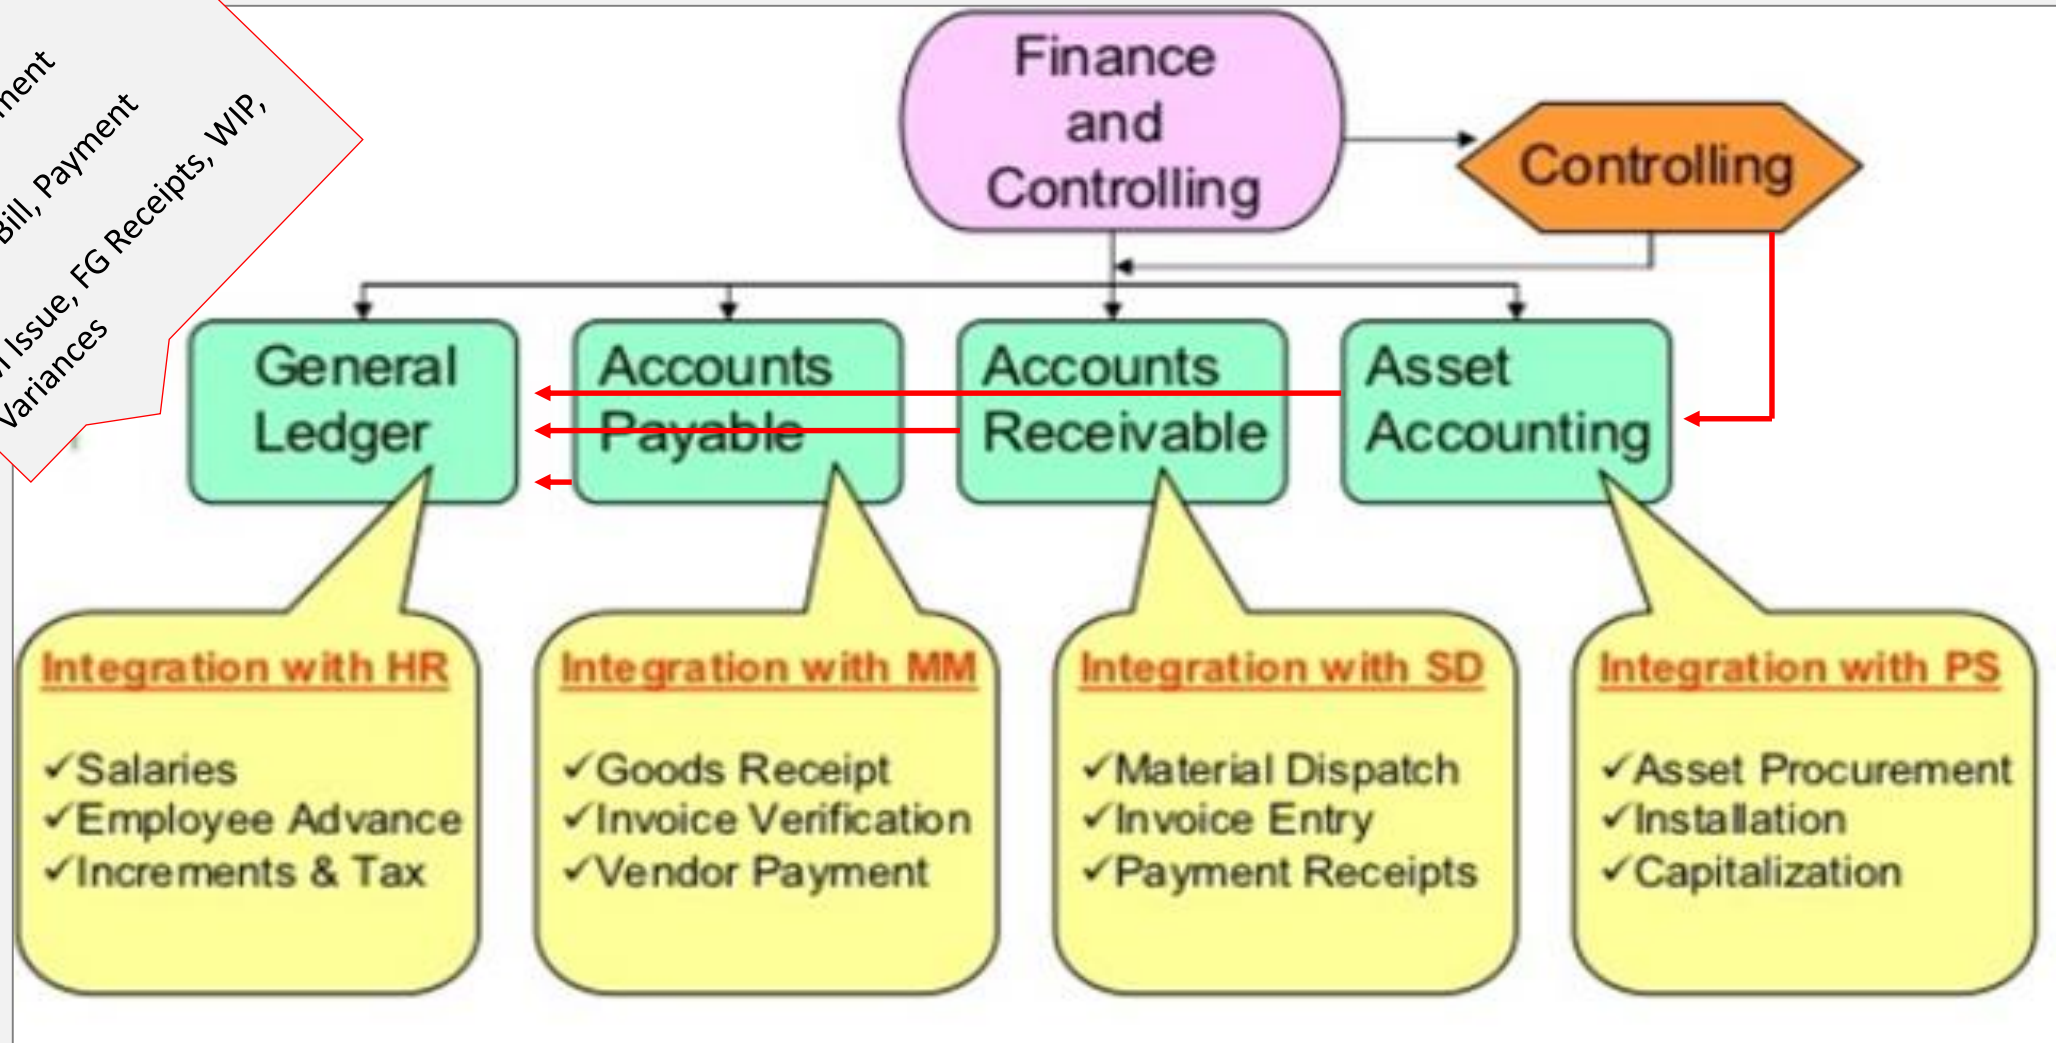 Bill, Payment
Issue, FG Receipts, WIP,
Variances
Finance
and
Controlling
Controlling
General
Ledger
Accounts
Payable
Accounts
Receivable
Asset
Accounting
Integration with HR
✓Salaries
✓Employee Advance
✓Increments & Tax
Integration with MM
✓Goods Receipt
✓Invoice Verification
✓Vendor Payment
Integration with SD
✓Material Dispatch
✓Invoice Entry
✓Payment Receipts
Integration with PS
✓Asset Procurement
✓Installation
✓Capitalization